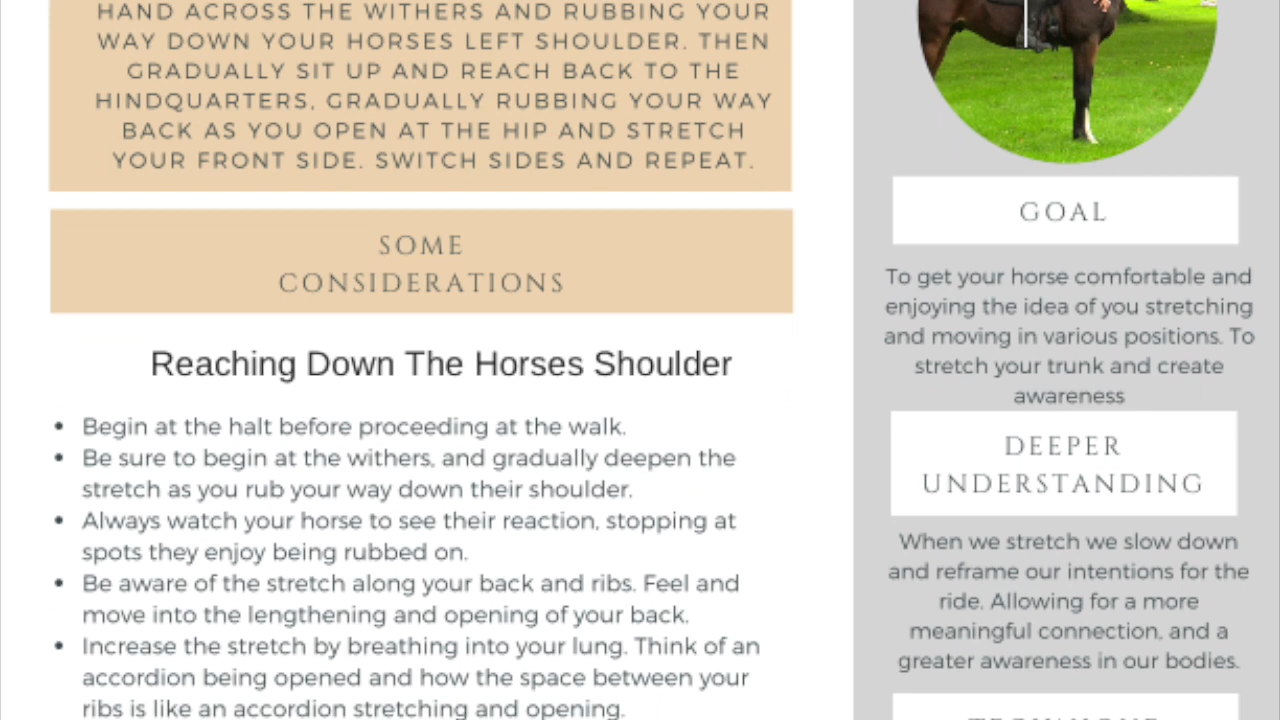 HAND ACROSS THE WITHERS AND RUBBING YOUR
WAY DOWN YOUR HORSES LEFT SHOULDER. THEN
GRADUALLY SIT UP AND REACH BACK TO THE
HINDQUARTERS, GRADUALLY RUBBING YOUR WAY
BACK AS YOU OPEN AT THE HIP AND STRETCH
YOUR FRONT SIDE. SWITCH SIDES AND REPEAT.
SOME
CONSIDERATIONS
Reaching Down The Horses Shoulder
• Begin at the halt before proceeding at the walk.
• Be sure to begin at the withers, and gradually deepen the
stretch as you rub your way down their shoulder.
• Always watch your horse to see their reaction, stopping at
spots they enjoy being rubbed on.
• Be aware of the stretch along your back and ribs. Feel and
move into the lengthening and opening of your back.
• Increase the stretch by breathing into your lung. Think of an
accordion being opened and how the space between your
ribs is like an accordion stretching and opening.
GOAL
To get your horse comfortable and
enjoying the idea of you stretching
and moving in various positions. To
stretch your trunk and create
awareness
DEEPER
UNDERSTANDING
When we stretch we slow down
and reframe our intentions for the
ride. Allowing for a more
meaningful connection, and a
greater awareness in our bodies.